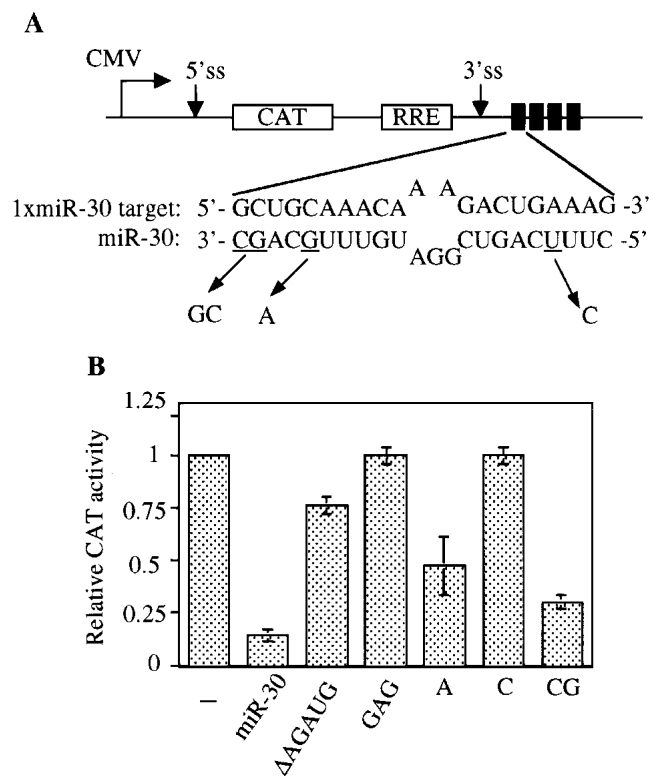 A
CMV
5'ss
3'ss
CAT
RRE
A A
1xmiR-30 target: 5'- GCUGCAAACA GACUGAAAG -3'
miR-30: 3'- CGACGUUUGU CUGACUUUC -5'
AGG
GC
A
C
B
Relative CAT activity
1.25
1
0.75
0.5
0.25
0
–
miR-30
ΔAGAUG
GAG
A
C
CG